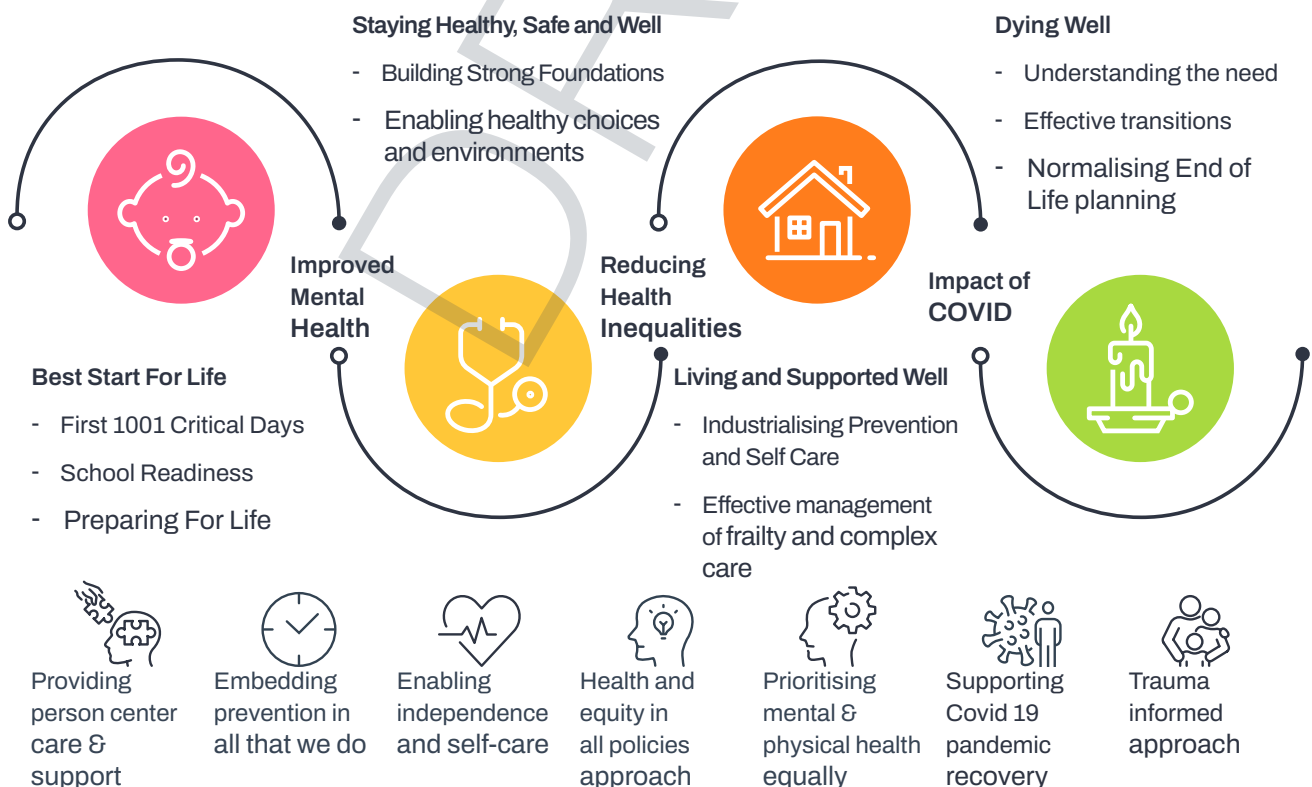 Staying Healthy, Safe and Well
- Building Strong Foundations
- Enabling healthy choices
and environments
Dying Well
- Understanding the need
- Effective transitions
- Normalising End of
Life planning
Improved
Mental
Health
Reducing
Health
Inequalities
Impact of
COVID
Best Start For Life
- First 1001 Critical Days
- School Readiness
- Preparing For Life
Living and Supported Well
- Industrialising Prevention
and Self Care
- Effective management
of frailty and complex
care
Providing
person center
care &
support
Embedding
prevention in
all that we do
Enabling
independence
and self-care
Health and
equity in
all policies
approach
Prioritising
mental &
physical health
equally
Supporting
Covid 19
pandemic
recovery
Trauma
informed
approach